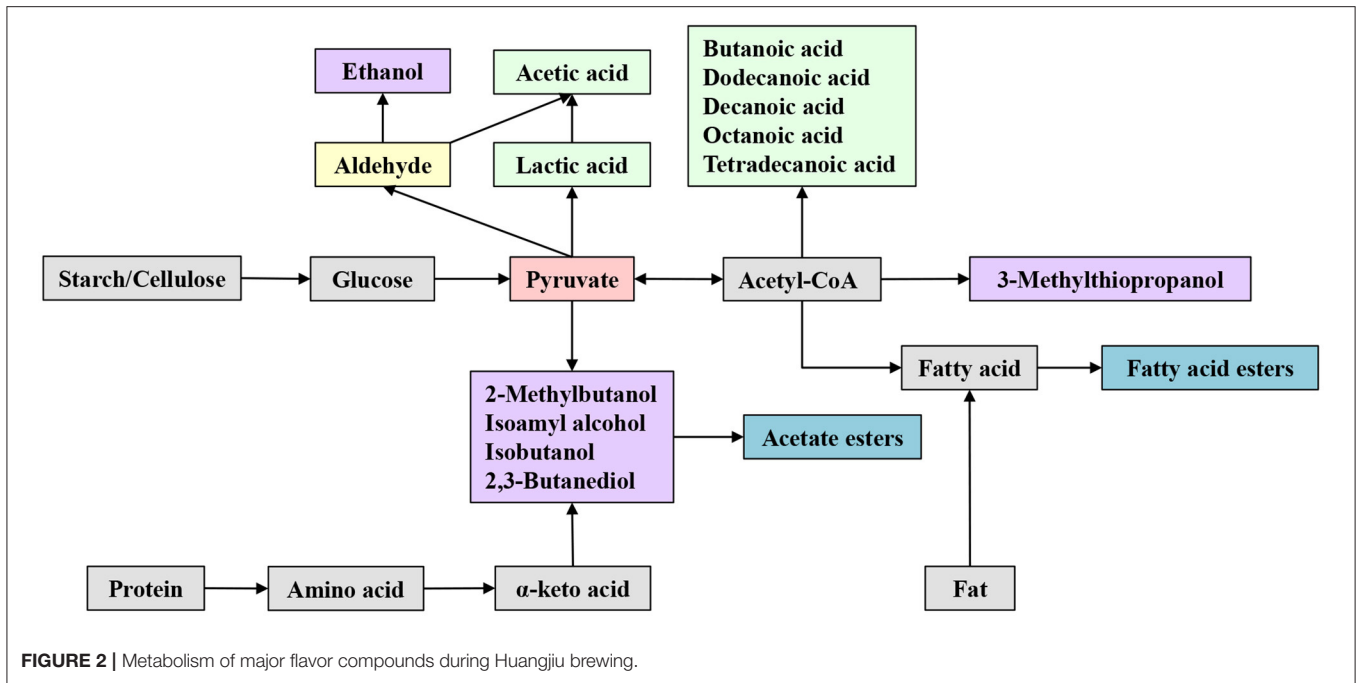 Ethanol
Acetic acid
Butanoic acid
Dodecanoic acid
Decanoic acid
Octanoic acid
Tetradecanoic acid
Aldehyde
Lactic acid
Starch/Cellulose
Glucose
Pyruvate
Acetyl-CoA
3-Methylthiopropanol
2-Methylbutanol
Isoamyl alcohol
Isobutanol
2,3-Butanediol
Acetate esters
Fatty acid
Fatty acid esters
Protein
Amino acid
α-keto acid
Fat
FIGURE 2 | Metabolism of major flavor compounds during Huangjiu brewing.